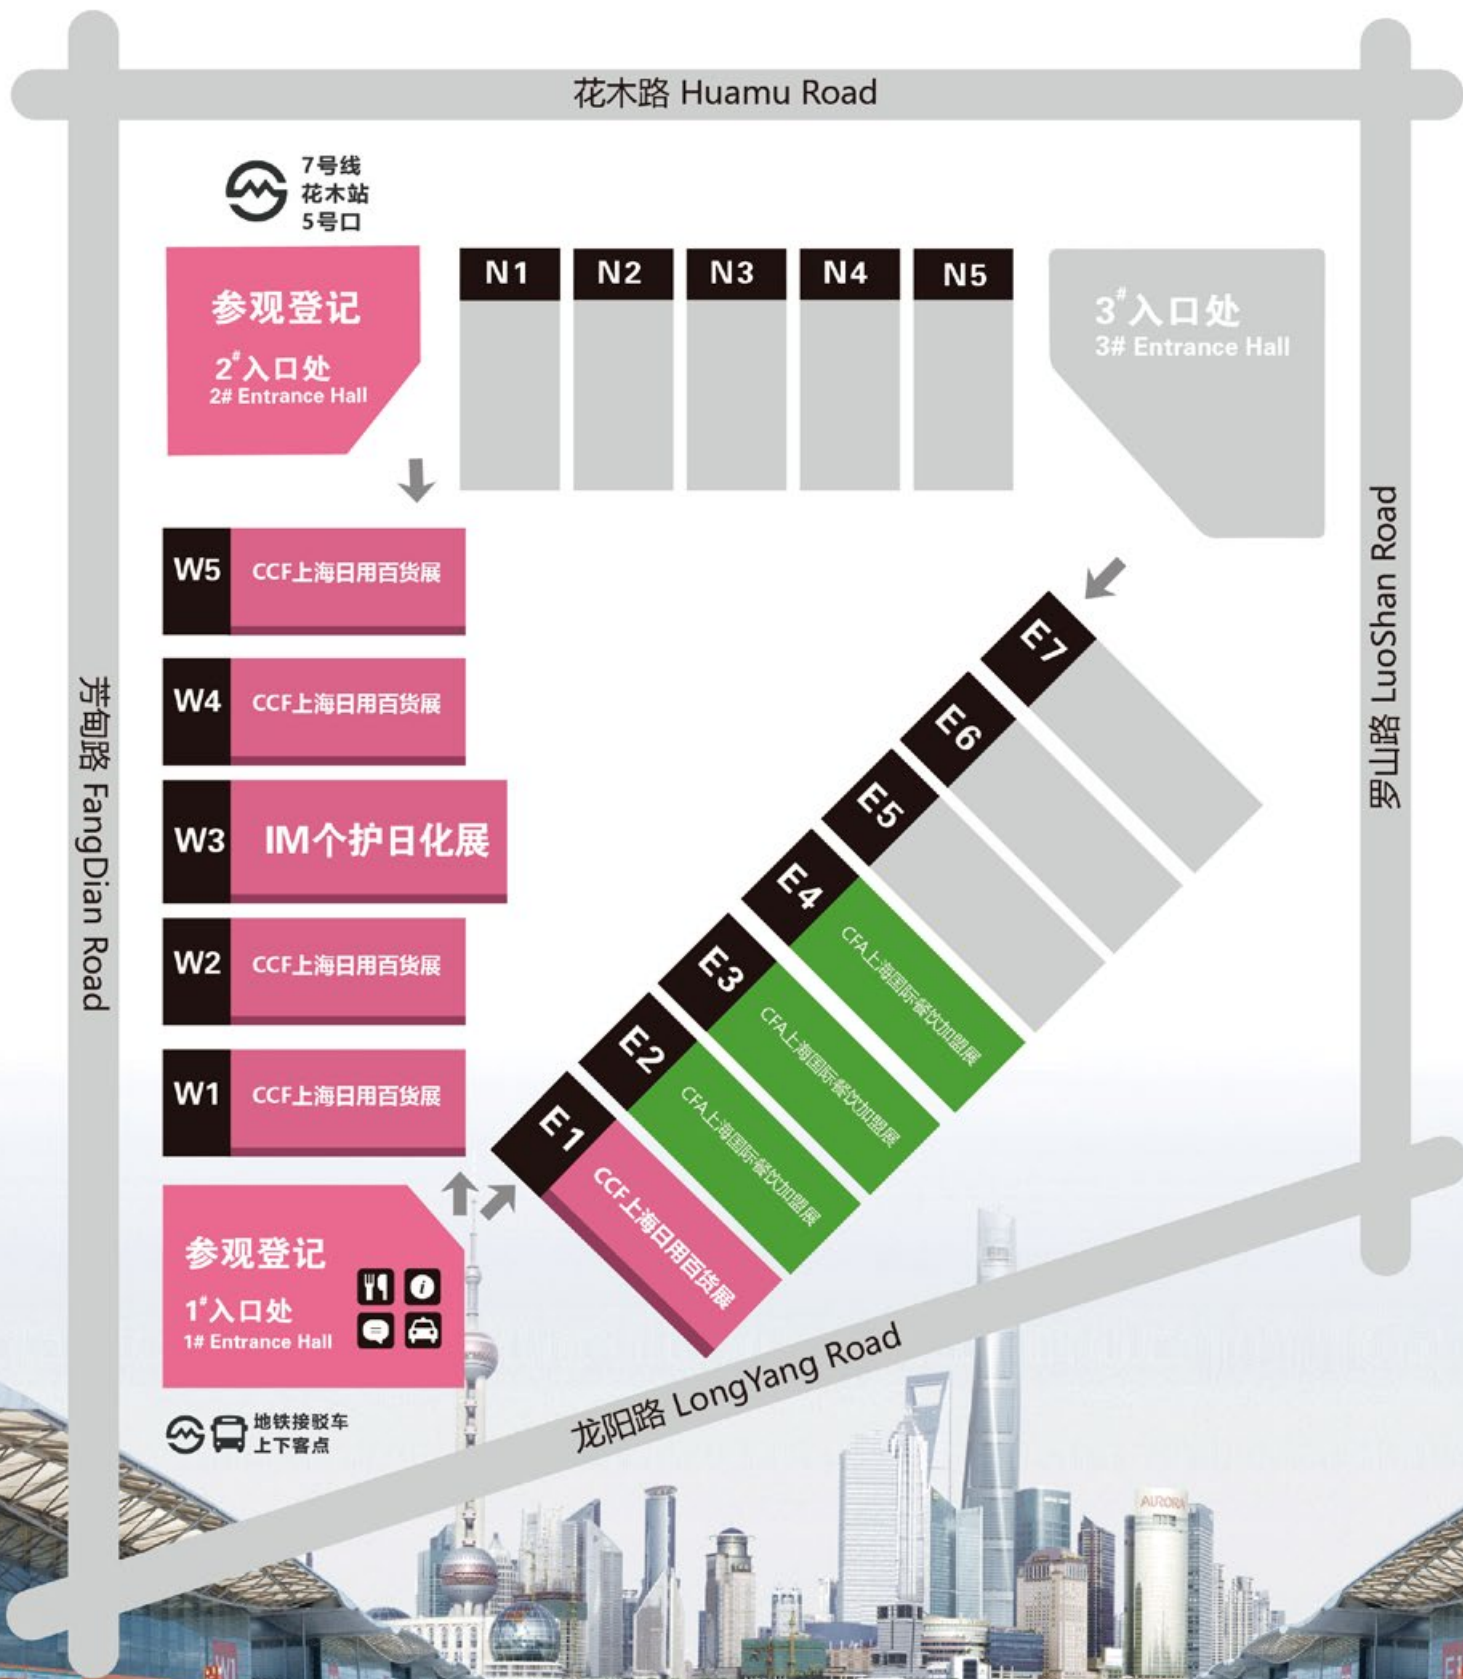 花木路 Huamu Road
7号线
花木站
5号口
参观登记
2#入口处
2# Entrance Hall
N1
N2
N3
N4
N5
3#入口处
3# Entrance Hall
W5
CCF上海日用百货展
W4
CCF上海日用百货展
W3
IM个护日化展
W2
CCF上海日用百货展
W1
CCF上海日用百货展
芳甸路 FangDian Road
罗山路 LuoShan Road
E7
E6
E5
E4
CFA上海国际餐饮加盟展
E3
CFA上海国际餐饮加盟展
E2
CFA上海国际餐饮加盟展
E1
CCF上海日用百货展
参观登记
1#入口处
1# Entrance Hall
地铁接驳车
上下客点
龙阳路 LongYang Road
AURORA
W1